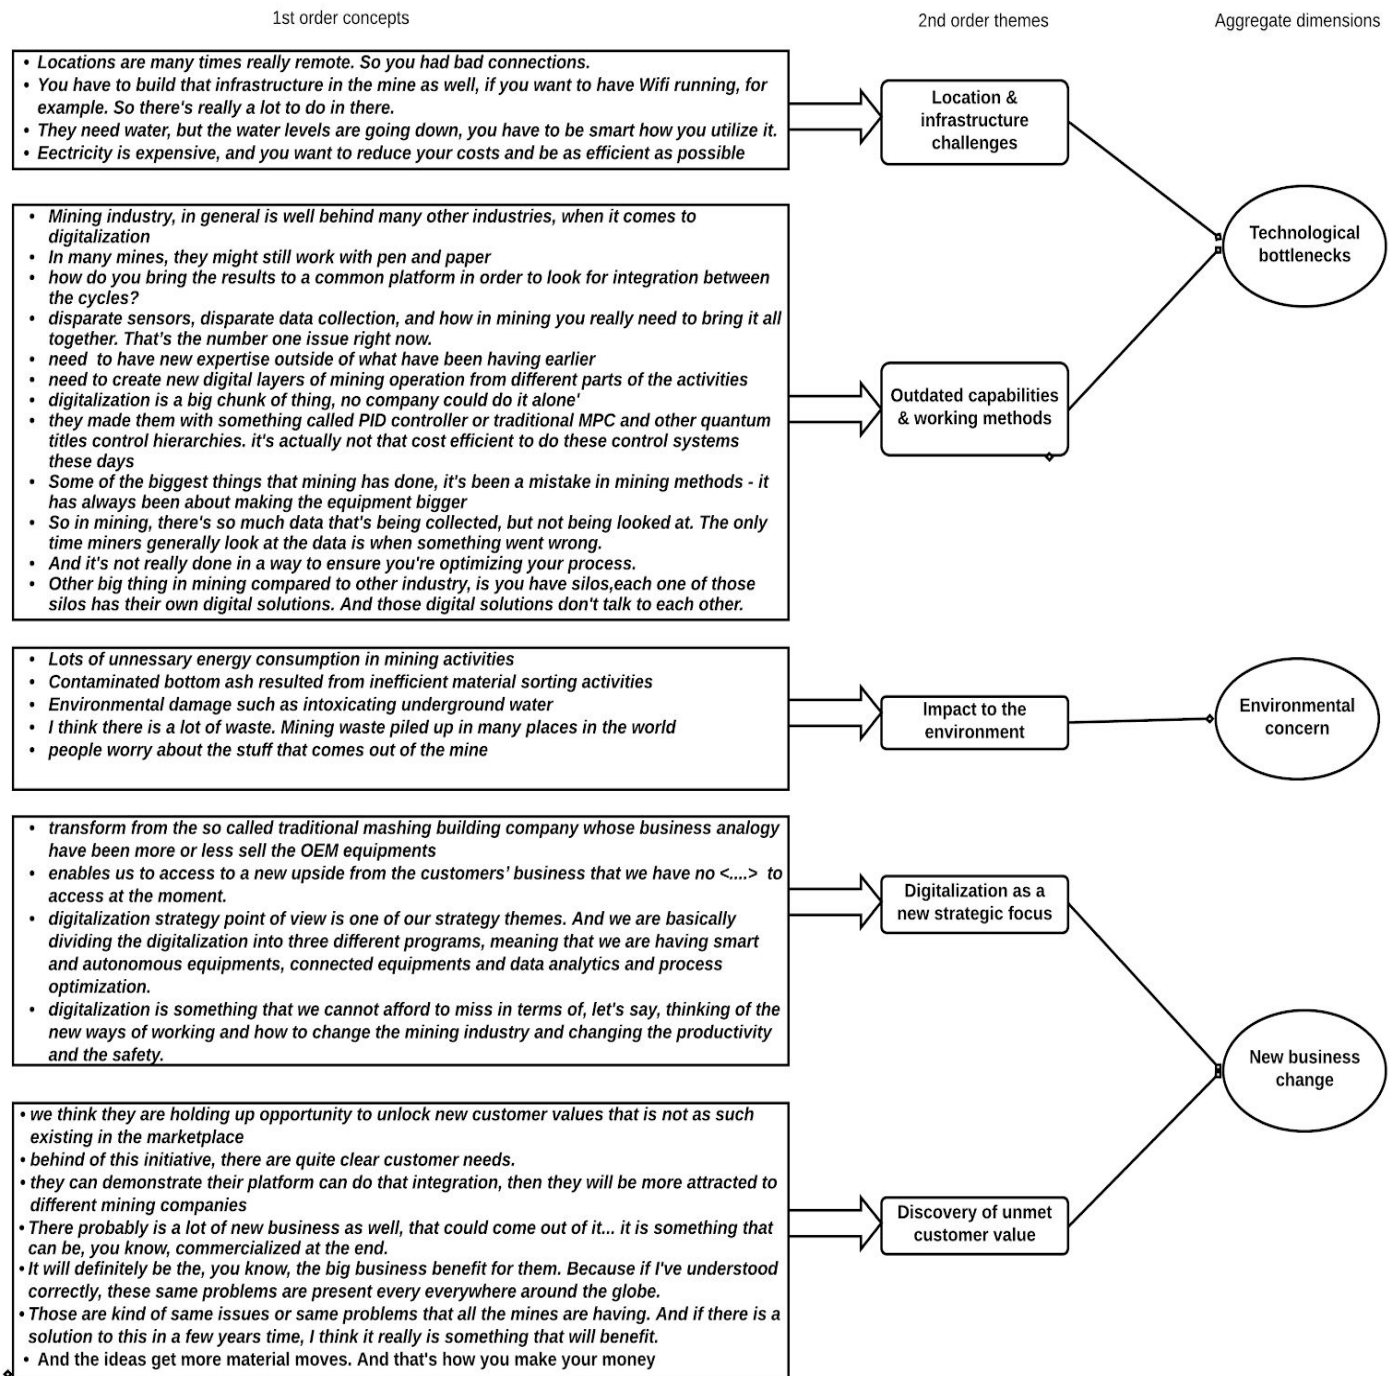 1st order concepts
2nd order themes
Aggregate dimensions
• Locations are many times really remote. So you had bad connections.
• You have to build that infrastructure in the mine as well, if you want to have Wifi running, for
example. So there's really a lot to do in there.
• They need water, but the water levels are going down, you have to be smart how you utilize it.
• Eectricity is expensive, and you want to reduce your costs and be as efficient as possible
Location &
infrastructure
challenges
• Mining industry, in general is well behind many other industries, when it comes to
digitalization
• In many mines, they might still work with pen and paper
• how do you bring the results to a common platform in order to look for integration between
the cycles?
• disparate sensors, disparate data collection, and how in mining you really need to bring it all
together. That's the number one issue right now.
• need  to have new expertise outside of what have been having earlier
• need to create new digital layers of mining operation from different parts of the activities
• digitalization is a big chunk of thing, no company could do it alone'
• they made them with something called PID controller or traditional MPC and other quantum
titles control hierarchies. it's actually not that cost efficient to do these control systems
these days
• Some of the biggest things that mining has done, it's been a mistake in mining methods - it
has always been about making the equipment bigger
• So in mining, there's so much data that's being collected, but not being looked at. The only
time miners generally look at the data is when something went wrong.
• And it's not really done in a way to ensure you're optimizing your process.
• Other big thing in mining compared to other industry, is you have silos,each one of those
silos has their own digital solutions. And those digital solutions don't talk to each other.
Outdated capabilities
& working methods
Technological
bottlenecks
• Lots of unnessary energy consumption in mining activities
• Contaminated bottom ash resulted from inefficient material sorting activities
• Environmental damage such as intoxicating underground water
• I think there is a lot of waste. Mining waste piled up in many places in the world
• people worry about the stuff that comes out of the mine
Impact to the
environment
Environmental
concern
• transform from the so called traditional mashing building company whose business analogy
have been more or less sell the OEM equipments
• enables us to access to a new upside from the customers' business that we have no <....>  to
access at the moment.
• digitalization strategy point of view is one of our strategy themes. And we are basically
dividing the digitalization into three different programs, meaning that we are having smart
and autonomous equipments, connected equipments and data analytics and process
optimization.
• digitalization is something that we cannot afford to miss in terms of, let's say, thinking of the
new ways of working and how to change the mining industry and changing the productivity
and the safety.
Digitalization as a
new strategic focus
• we think they are holding up opportunity to unlock new customer values that is not as such
existing in the marketplace
• behind of this initiative, there are quite clear customer needs.
• they can demonstrate their platform can do that integration, then they will be more attracted to
different mining companies
• There probably is a lot of new business as well, that could come out of it... it is something that
can be, you know, commercialized at the end.
• It will definitely be the, you know, the big business benefit for them. Because if I've understood
correctly, these same problems are present every everywhere around the globe.
• Those are kind of same issues or same problems that all the mines are having. And if there is a
solution to this in a few years time, I think it really is something that will benefit.
• And the ideas get more material moves. And that's how you make your money
Discovery of unmet
customer value
New business
change